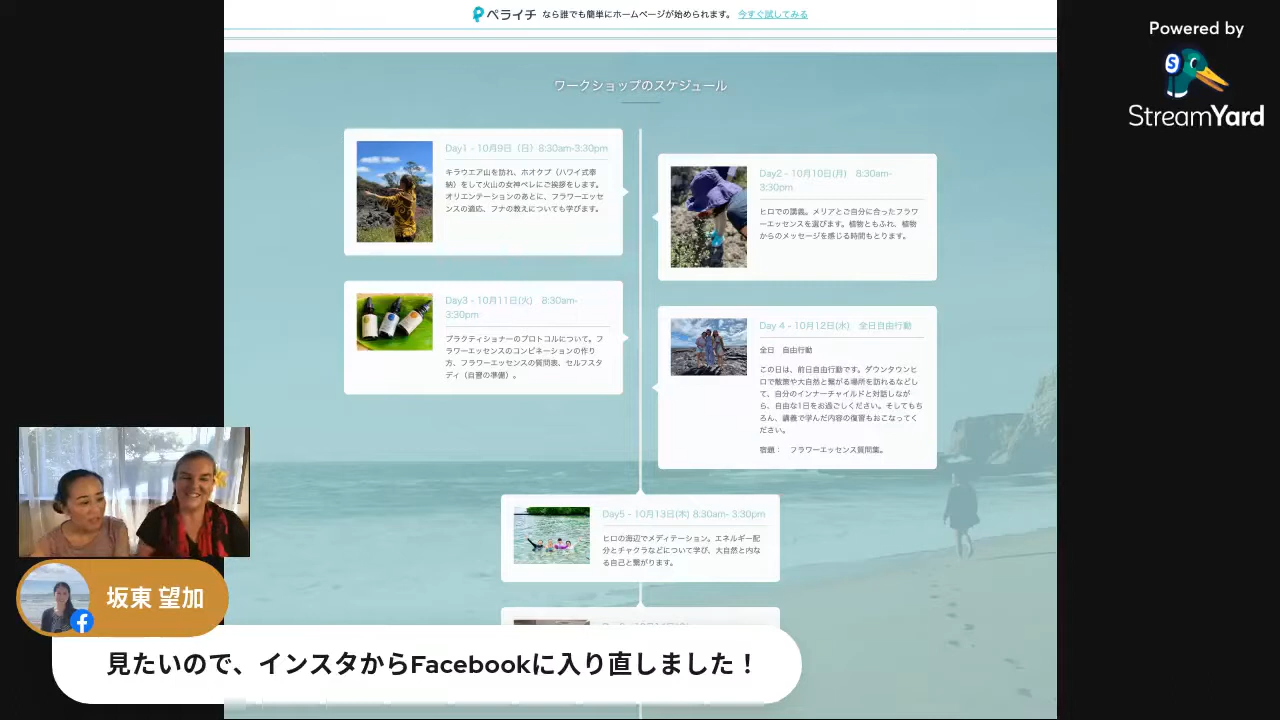 ペライチ なら誰でも簡単にホームページが始められます。 今すぐ試してみる
Powered by
StreamYard
ワークショップのスケジュール
Day1 - 10月9日（日）8:30am-3:30pm
キラウエア山を訪れ、ホオクプ（ハワイ式奉
納）をして火山の女神ペレにご挨拶をします。
オリエンテーションのあとに、フラワーエッセ
ンスの適応、フナの教えについても学びます。
Day2 - 10月10日(月)　8:30am-
3:30pm
ヒロでの講義。メリアとご自分に合ったフラワ
ーエッセンスを選びます。植物ともふれ、植物
からのメッセージを感じる時間もとります。
Day3 - 10月11日(火)　8:30am-
3:30pm
プラクティショナーのプロトコルについて。フ
ラワーエッセンスのコンビネーションの作り
方、フラワーエッセンスの質問表、セルフスタ
ディ（自習の準備）。
Day 4 - 10月12日(水)　全日自由行動
全日　自由行動
この日は、前日自由行動です。ダウンタウンヒ
ロで散策や大自然と繋がる場所を訪れるなどし
て、自分のインナーチャイルドと対話しなが
ら、自由な1日をお過ごしください。そしてもち
ろん、講義で学んだ内容の復習もおこなってく
ださい。
宿題：　フラワーエッセンス質問集。
Day5 - 10月13日(木) 8:30am- 3:30pm
ヒロの海辺でメディテーション。エネルギー配
分とチャクラなどについて学び、大自然と内な
る自己と繋がります。
坂東 望加
見たいので、インスタからFacebookに入り直しました！